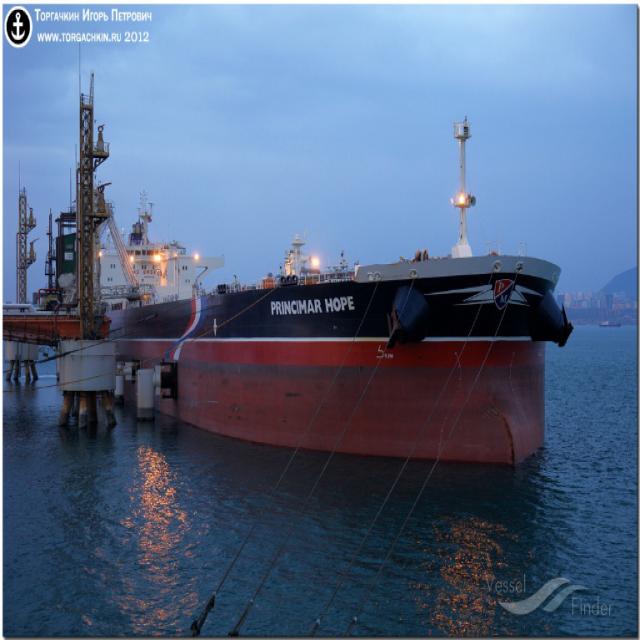 Торгачкин Игорь Петрович
www.torgachkin.ru 2012
PRINCIMAR HOPE
Vessel
Finder